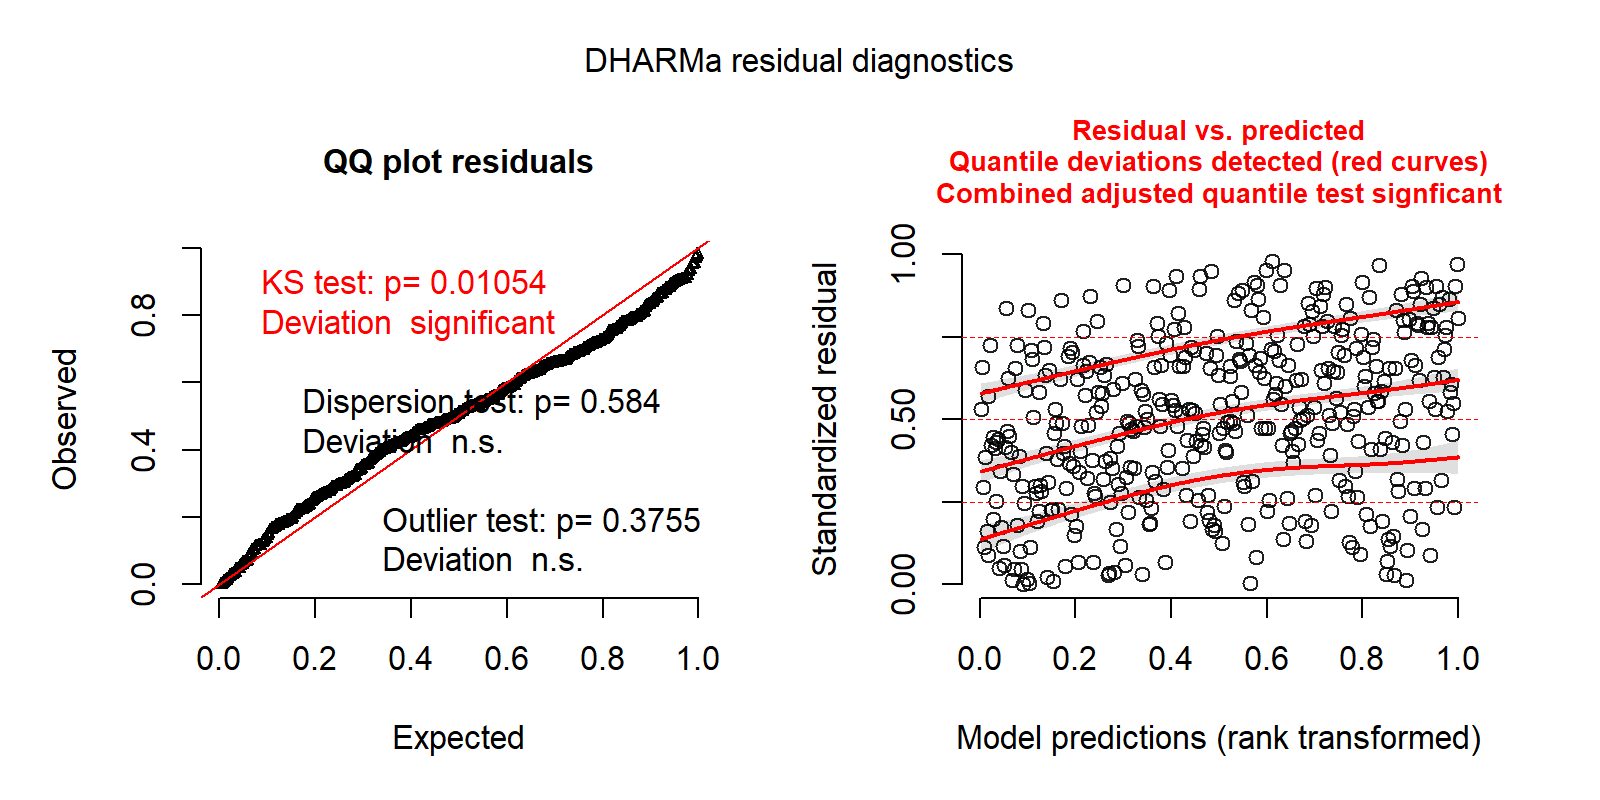 DHARMa residual diagnostics
QQ plot residuals
KS test: p= 0.01054
Deviation  significant
Dispersion test: p= 0.584
Deviation  n.s.
Outlier test: p= 0.3755
Deviation  n.s.
Observed
0.0
0.4
0.8
0.0 0.2 0.4 0.6 0.8 1.0
Expected
Residual vs. predicted
Quantile deviations detected (red curves)
Combined adjusted quantile test signficant
Standardized residual
0.00
0.50
1.00
0.0 0.2 0.4 0.6 0.8 1.0
Model predictions (rank transformed)